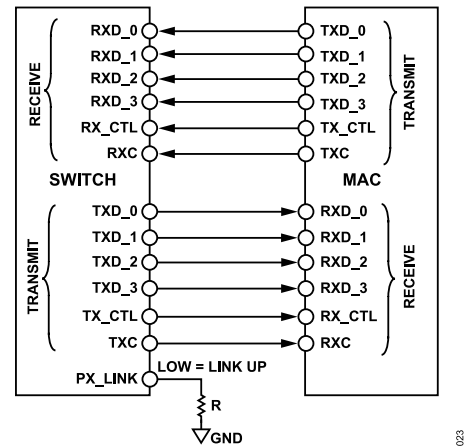 RXD_0 TXD_0
RXD_1 TXD_1
RXD_2 TXD_2
RXD_3 TXD_3
RX_CTL TX_CTL
RXC TXC
RECEIVE TRANSMIT
SWITCH MAC
TXD_0 RXD_0
TXD_1 RXD_1
TXD_2 RXD_2
TXD_3 RXD_3
TX_CTL RX_CTL
TXC RXC
TRANSMIT RECEIVE
PX_LINK LOW = LINK UP
R
GND
023